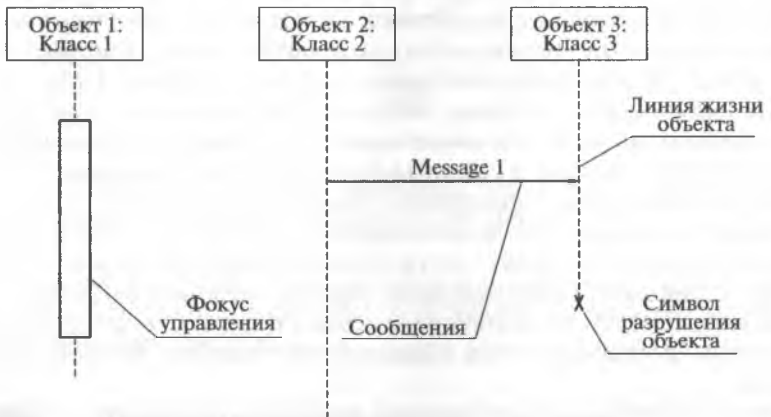 Объект 1:
Класс 1
Объект 2:
Класс 2
Объект 3:
Класс 3
Линия жизни
объекта
Message 1
Фокус
управления
Сообщения
Символ
разрушения
объекта